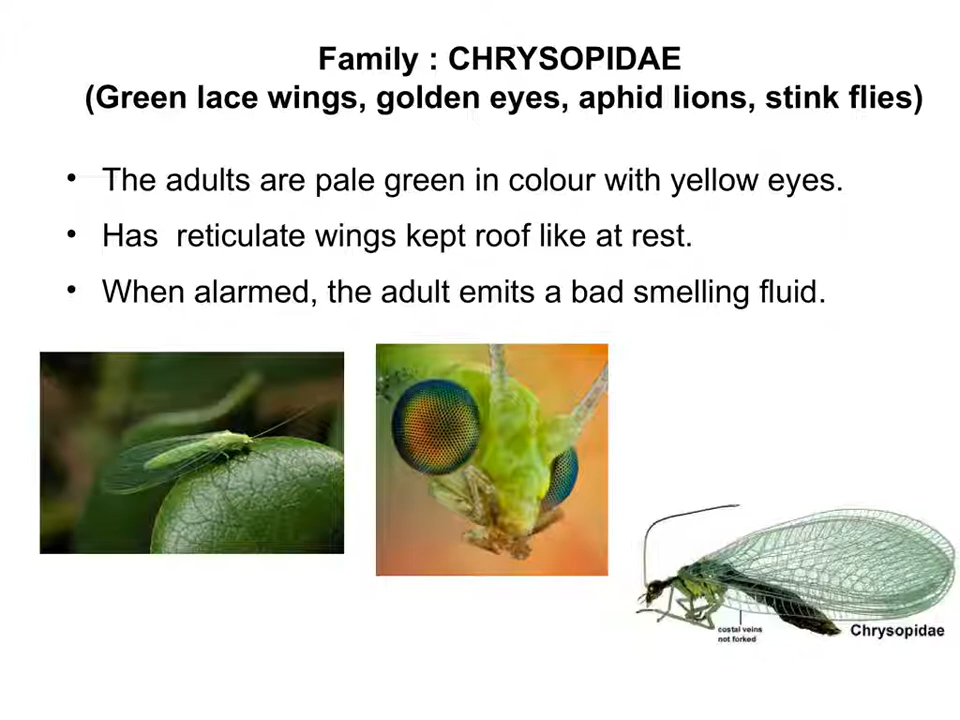 Family : CHRYSOPIDAE
(Green lace wings, golden eyes, aphid lions, stink flies)
• The adults are pale green in colour with yellow eyes.
• Has  reticulate wings kept roof like at rest.
• When alarmed, the adult emits a bad smelling fluid.
costal veins
not forked
Chrysopidae